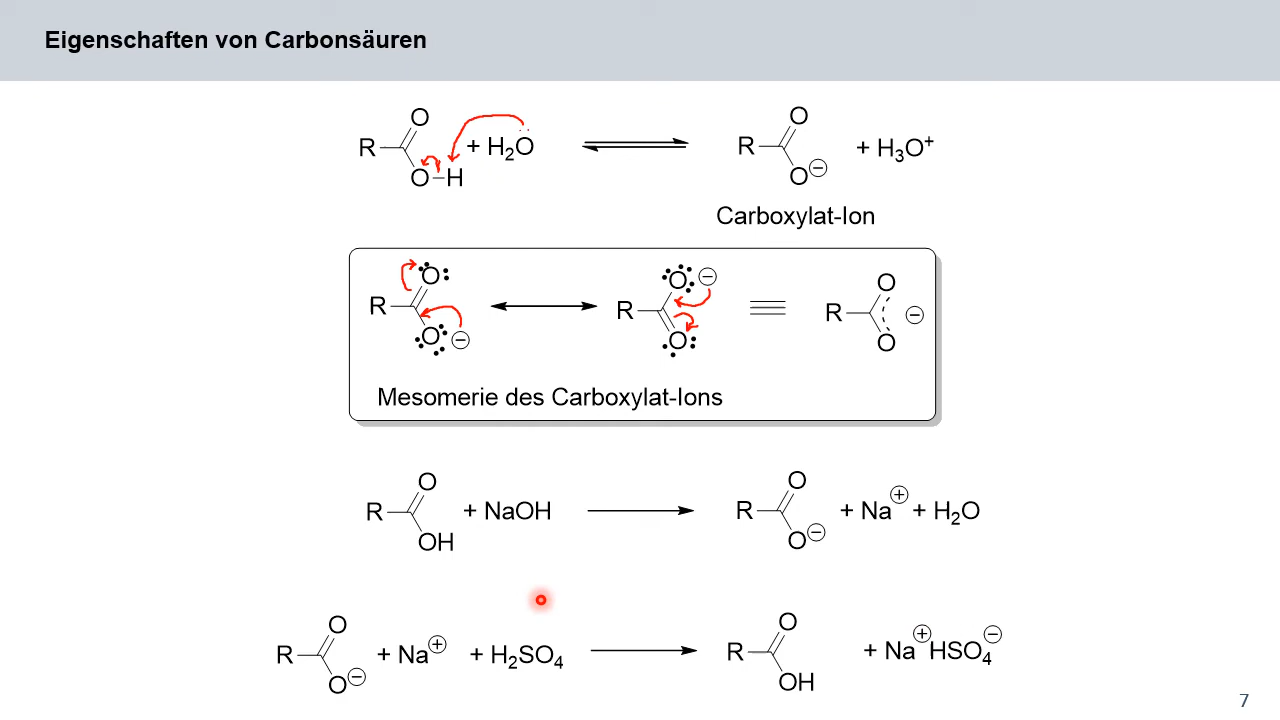 Eigenschaften von Carbonsäuren
R O O–H + H₂O ⇌ R O O⊖ + H₃O⁺
Carboxylat-Ion
R O O⊖ ↔ R O⊖ O ≡ R O O ⊖
Mesomerie des Carboxylat-Ions
R O OH + NaOH → R O O⊖ + Na⊕ + H₂O
R O O⊖ + Na⊕ + H₂SO₄ → R O OH + Na⊕ HSO₄⊖
7